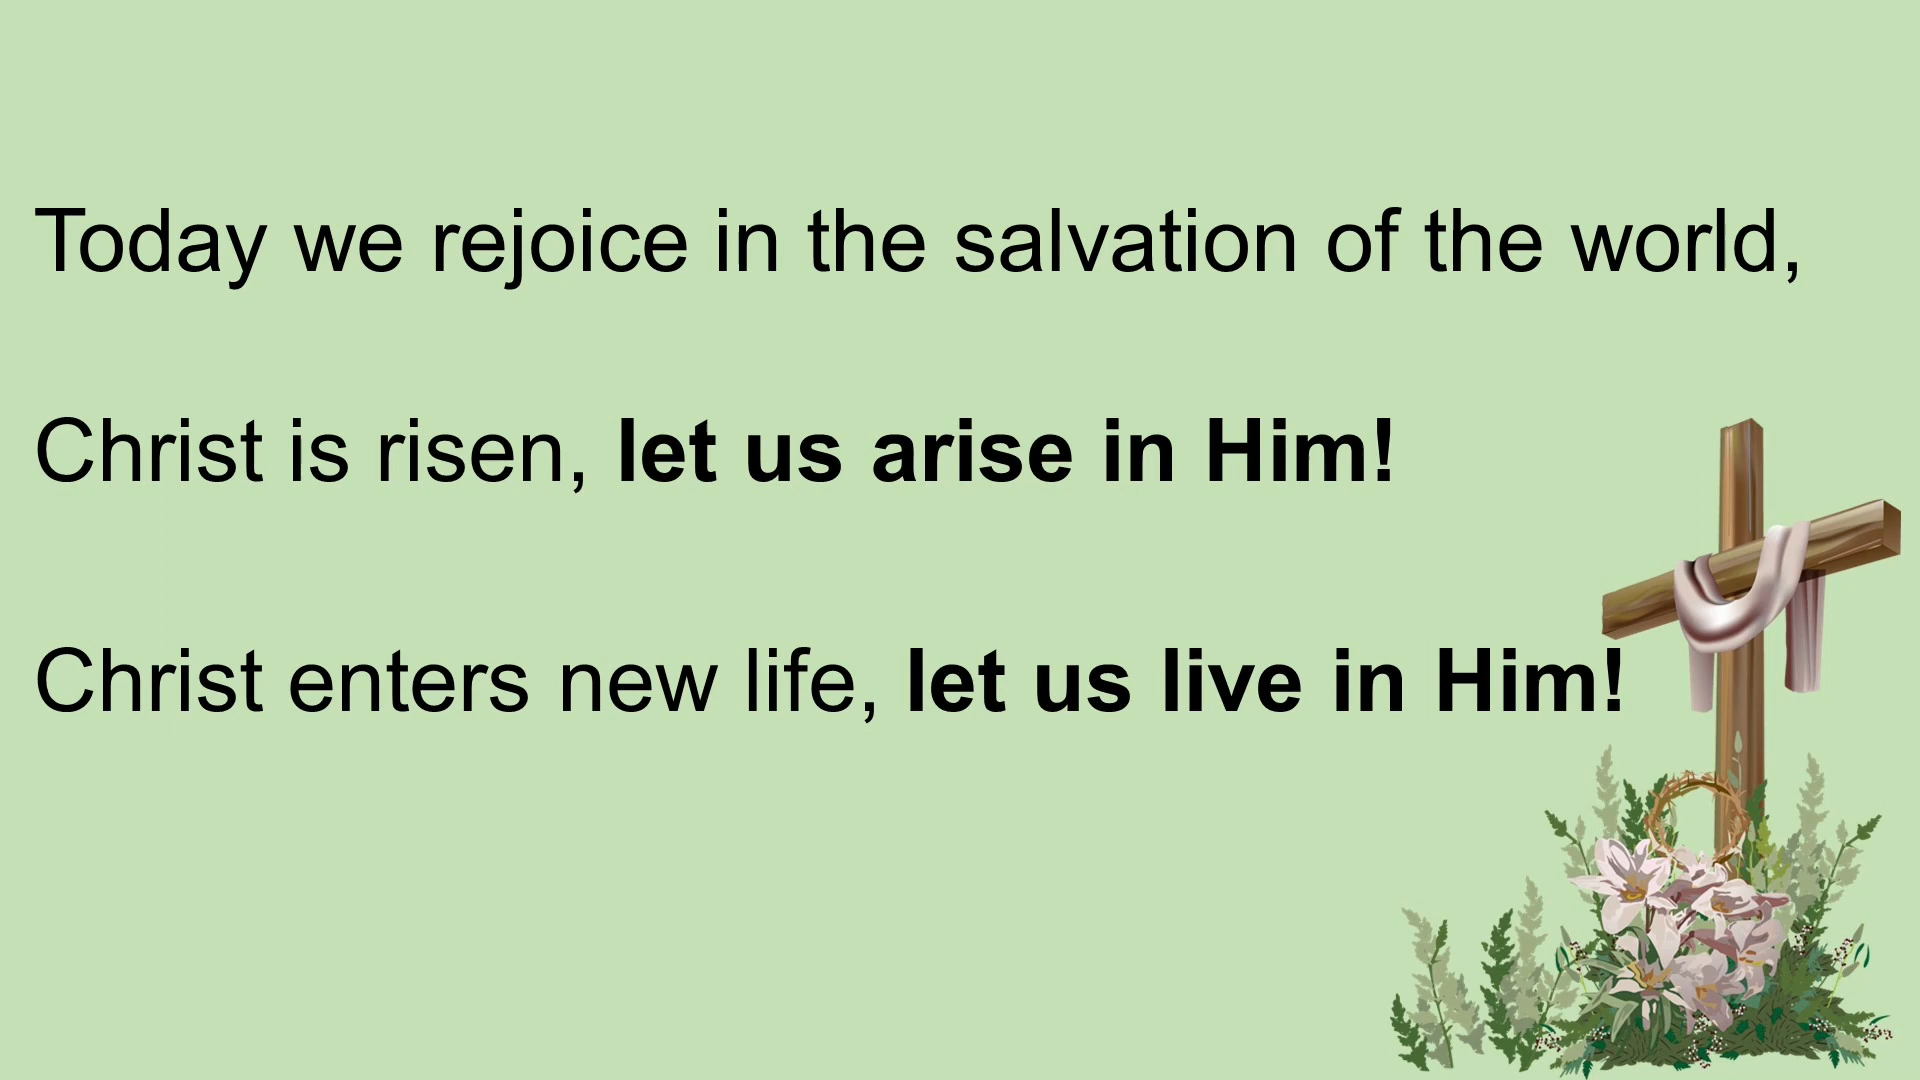 Today we rejoice in the salvation of the world,
Christ is risen, let us arise in Him!
Christ enters new life, let us live in Him!